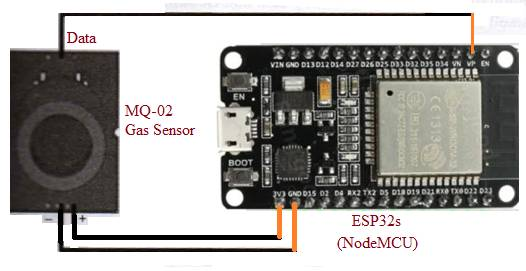 Data
MQ-02
Gas Sensor
VIN GND D13 D12 D14 D27 D26 D25 D33 D32 D35 D34 VN VP EN
EN
BOOT
3V3 GND D15 D2 D4 RX2 TX2 D5 D18 D19 D21 RX0 TX0 D22 D23
− +
ESP32s
(NodeMCU)